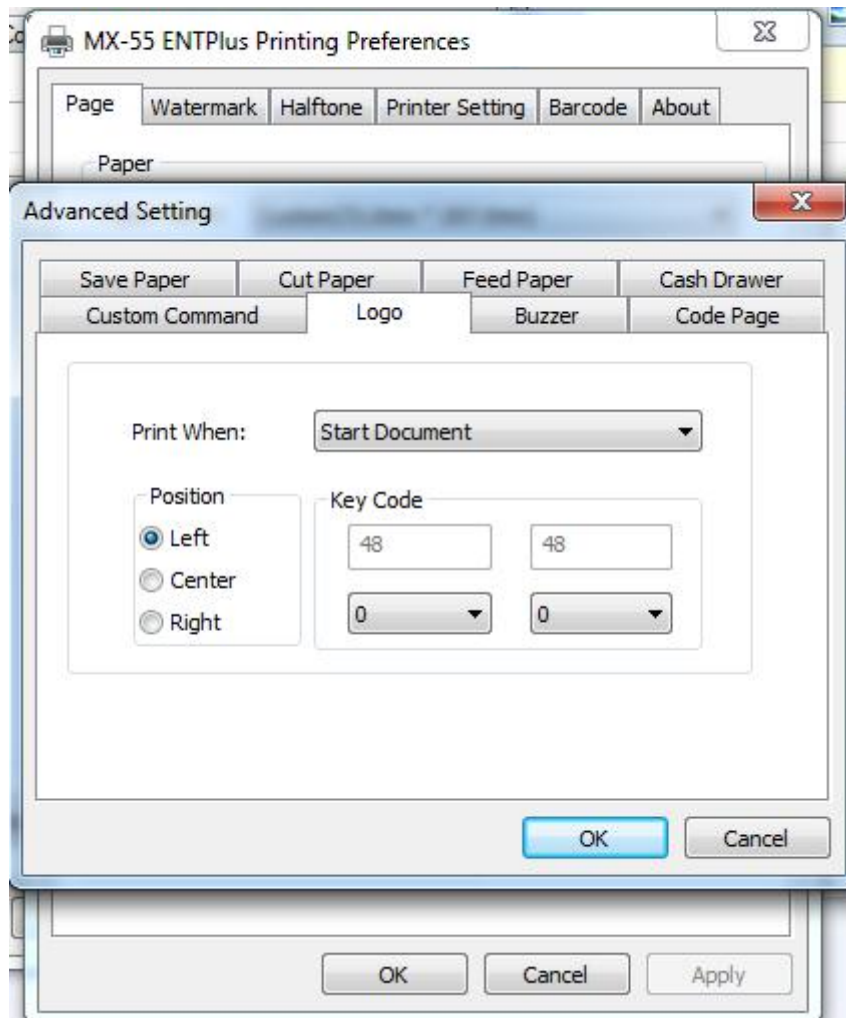 MX-55 ENTPlus Printing Preferences
Page Watermark Halftone Printer Setting Barcode About
Paper
Advanced Setting
Save Paper Cut Paper Feed Paper Cash Drawer
Custom Command Logo Buzzer Code Page
Print When: Start Document
Position Key Code
Left 48 48
Center
Right 0 0
OK Cancel
OK Cancel Apply